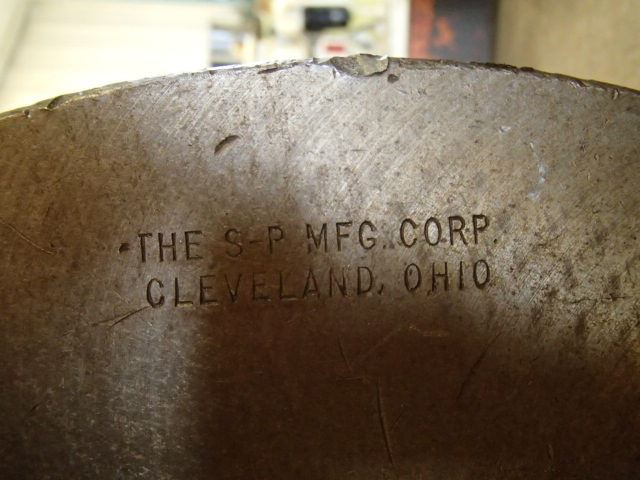 THE S-P MFG. CORP.
CLEVELAND, OHIO